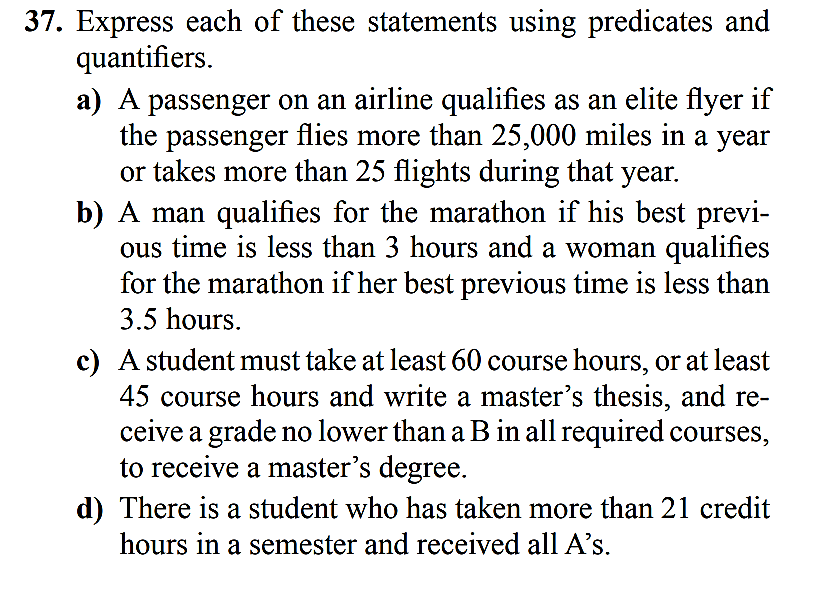 37. Express each of these statements using predicates and
quantifiers.
a) A passenger on an airline qualifies as an elite flyer if
the passenger flies more than 25,000 miles in a year
or takes more than 25 flights during that year.
b) A man qualifies for the marathon if his best previ-
ous time is less than 3 hours and a woman qualifies
for the marathon if her best previous time is less than
3.5 hours.
c) A student must take at least 60 course hours, or at least
45 course hours and write a master's thesis, and re-
ceive a grade no lower than a B in all required courses,
to receive a master's degree.
d) There is a student who has taken more than 21 credit
hours in a semester and received all A's.